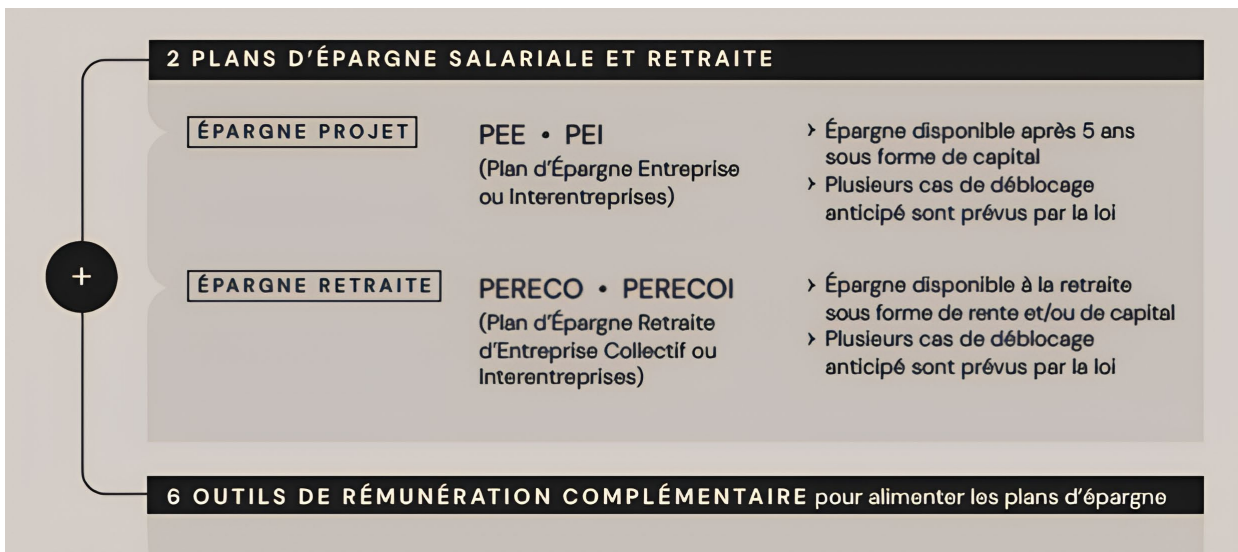 2 PLANS D'ÉPARGNE SALARIALE ET RETRAITE
ÉPARGNE PROJET
PEE • PEI
(Plan d'Épargne Entreprise
ou Interentreprises)
› Épargne disponible après 5 ans
sous forme de capital
› Plusieurs cas de déblocage
anticipé sont prévus par la loi
+
ÉPARGNE RETRAITE
PERECO • PERECOI
(Plan d'Épargne Retraite
d'Entreprise Collectif ou
Interentreprises)
› Épargne disponible à la retraite
sous forme de rente et/ou de capital
› Plusieurs cas de déblocage
anticipé sont prévus par la loi
6 OUTILS DE RÉMUNÉRATION COMPLÉMENTAIRE pour alimenter les plans d'épargne